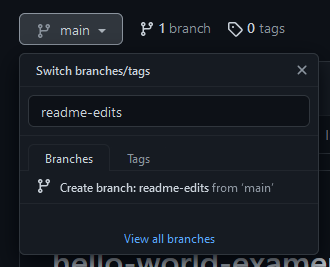 main 1 branch 0 tags
Switch branches/tags
readme-edits
Branches Tags
Create branch: readme-edits from ‘main’
View all branches